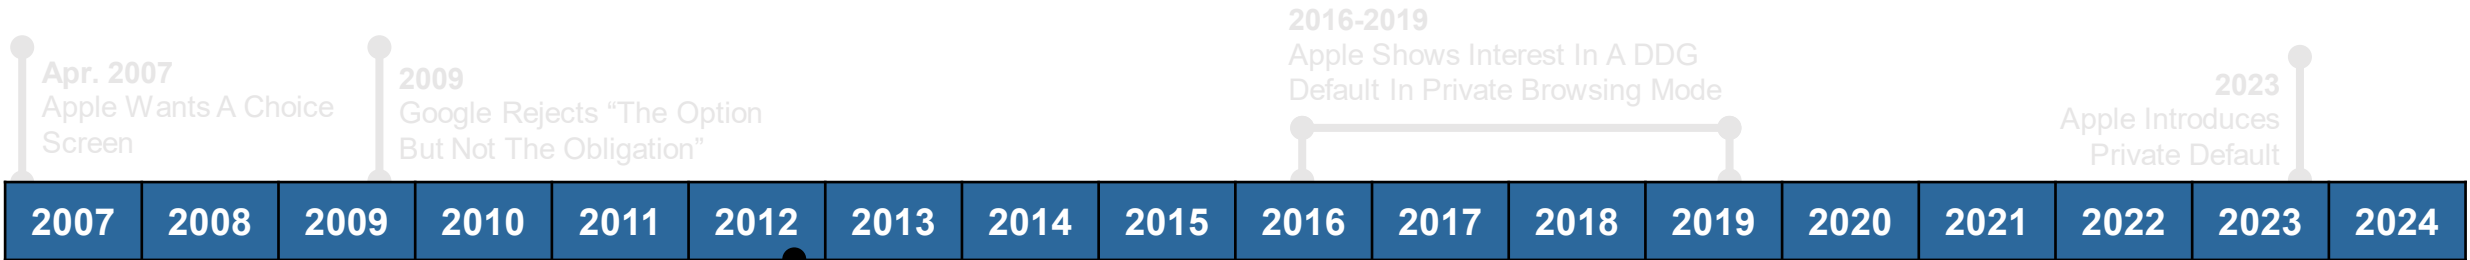 Apr. 2007
Apple Wants A Choice
Screen
2009
Google Rejects “The Option
But Not The Obligation”
2016-2019
Apple Shows Interest In A DDG
Default In Private Browsing Mode
2023
Apple Introduces
Private Default
2007 2008 2009 2010 2011 2012 2013 2014 2015 2016 2017 2018 2019 2020 2021 2022 2023 2024